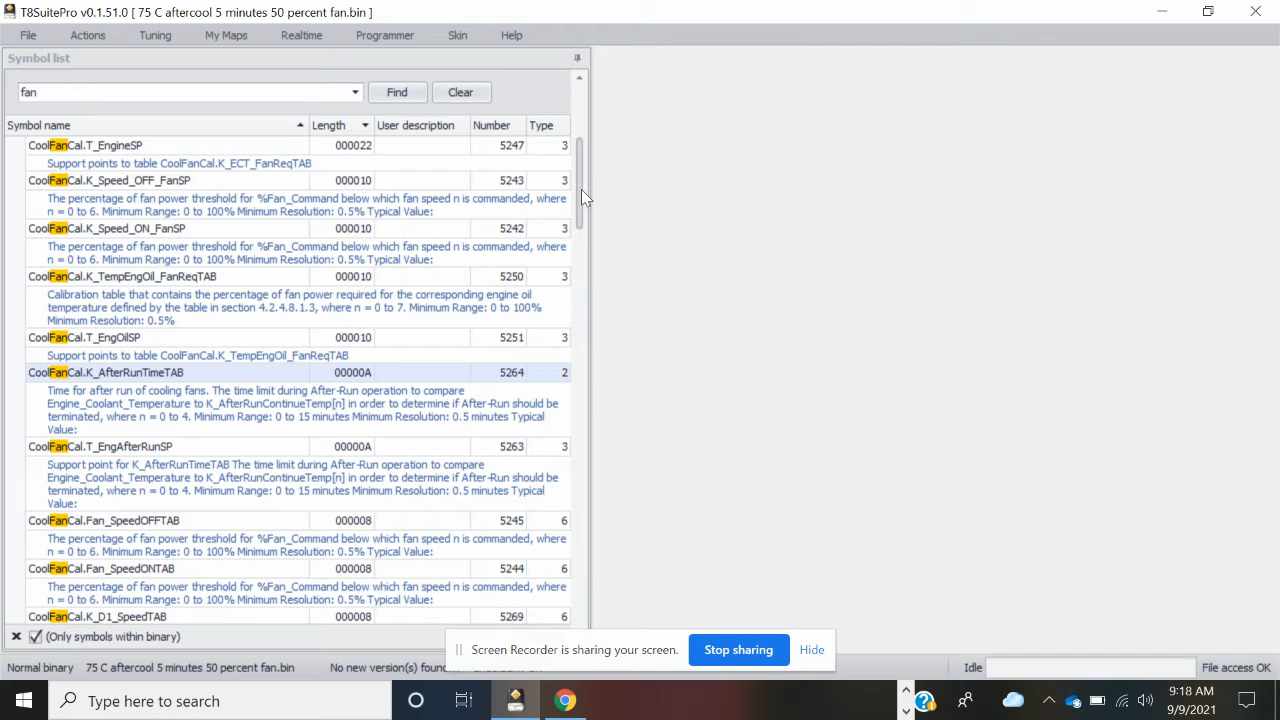 T8SuitePro v0.1.51.0 [ 75 C aftercool 5 minutes 50 percent fan.bin ]
File Actions Tuning My Maps Realtime Programmer Skin Help
Symbol list
fan Find Clear
Symbol name Length User description Number Type
CoolFanCal.T_EngineSP 000022 5247 3
Support points to table CoolFanCal.K_ECT_FanReqTAB
CoolFanCal.K_Speed_OFF_FanSP 000010 5243 3
The percentage of fan power threshold for %Fan_Command below which fan speed n is commanded, where
n = 0 to 6. Minimum Range: 0 to 100% Minimum Resolution: 0.5% Typical Value:
CoolFanCal.K_Speed_ON_FanSP 000010 5242 3
The percentage of fan power threshold for %Fan_Command below which fan speed n is commanded, where
n = 0 to 6. Minimum Range: 0 to 100% Minimum Resolution: 0.5% Typical Value:
CoolFanCal.K_TempEngOil_FanReqTAB 000010 5250 3
Calibration table that contains the percentage of fan power required for the corresponding engine oil
temperature defined by the table in section 4.2.4.8.1.3, where n = 0 to 7. Minimum Range: 0 to 100%
Minimum Resolution: 0.5%
CoolFanCal.T_EngOilSP 000010 5251 3
Support points to table CoolFanCal.K_TempEngOil_FanReqTAB
CoolFanCal.K_AfterRunTimeTAB 00000A 5264 2
Time for after run of cooling fans. The time limit during After-Run operation to compare
Engine_Coolant_Temperature to K_AfterRunContinueTemp[n] in order to determine if After-Run should be
terminated, where n = 0 to 4. Minimum Range: 0 to 15 minutes Minimum Resolution: 0.5 minutes Typical
Value:
CoolFanCal.T_EngAfterRunSP 00000A 5263 3
Support point for K_AfterRunTimeTAB The time limit during After-Run operation to compare
Engine_Coolant_Temperature to K_AfterRunContinueTemp[n] in order to determine if After-Run should be
terminated, where n = 0 to 4. Minimum Range: 0 to 15 minutes Minimum Resolution: 0.5 minutes Typical
Value:
CoolFanCal.Fan_SpeedOFFTAB 000008 5245 6
The percentage of fan power threshold for %Fan_Command below which fan speed n is commanded, where
n = 0 to 6. Minimum Range: 0 to 100% Minimum Resolution: 0.5% Typical Value:
CoolFanCal.Fan_SpeedONTAB 000008 5244 6
The percentage of fan power threshold for %Fan_Command below which fan speed n is commanded, where
n = 0 to 6. Minimum Range: 0 to 100% Minimum Resolution: 0.5% Typical Value:
CoolFanCal.K_D1_SpeedTAB 000008 5269 6
(Only symbols within binary)
Screen Recorder is sharing your screen. Stop sharing Hide
Normal binary 75 C aftercool 5 minutes 50 percent fan.bin No new version(s) Idle File access OK
Type here to search
9:18 AM
9/9/2021